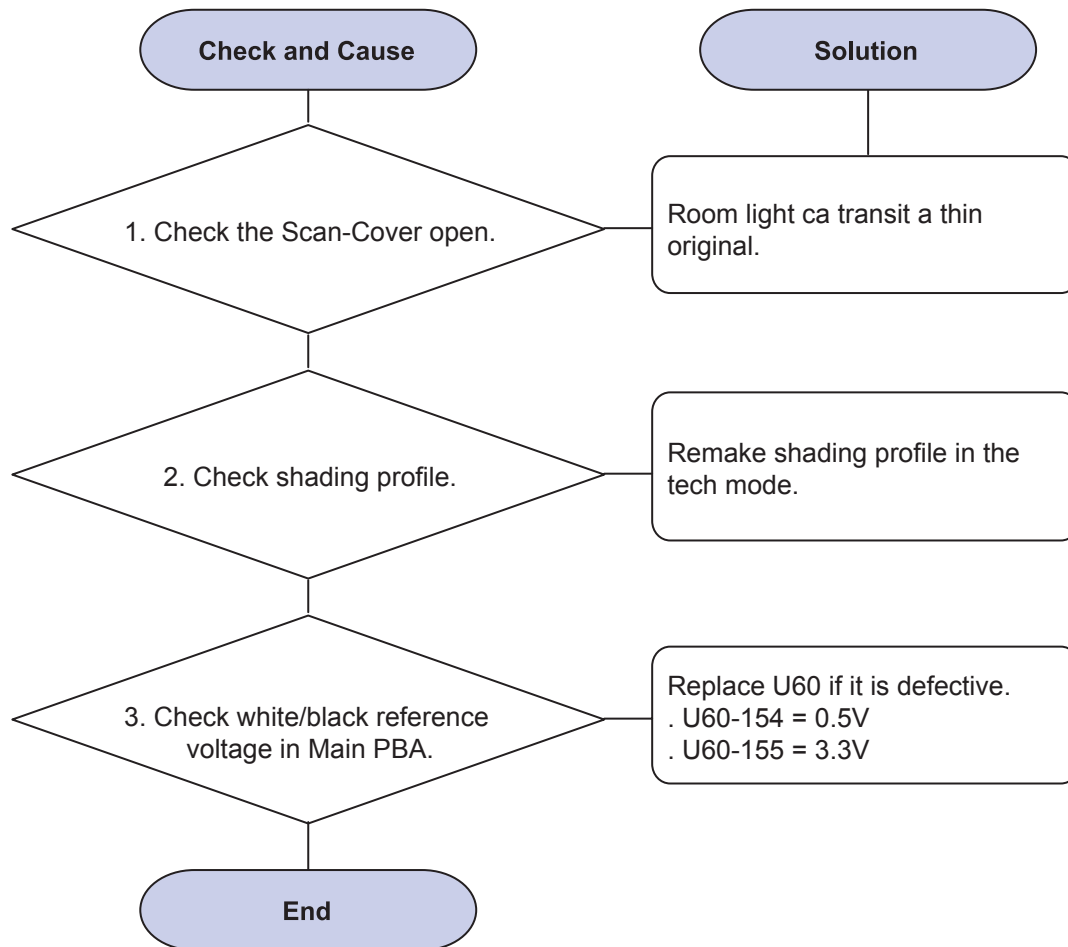 Check and Cause
Solution
1. Check the Scan-Cover open.
Room light ca transit a thin
original.
2. Check shading profile.
Remake shading profile in the
tech mode.
3. Check white/black reference
voltage in Main PBA.
Replace U60 if it is defective.
. U60-154 = 0.5V
. U60-155 = 3.3V
End